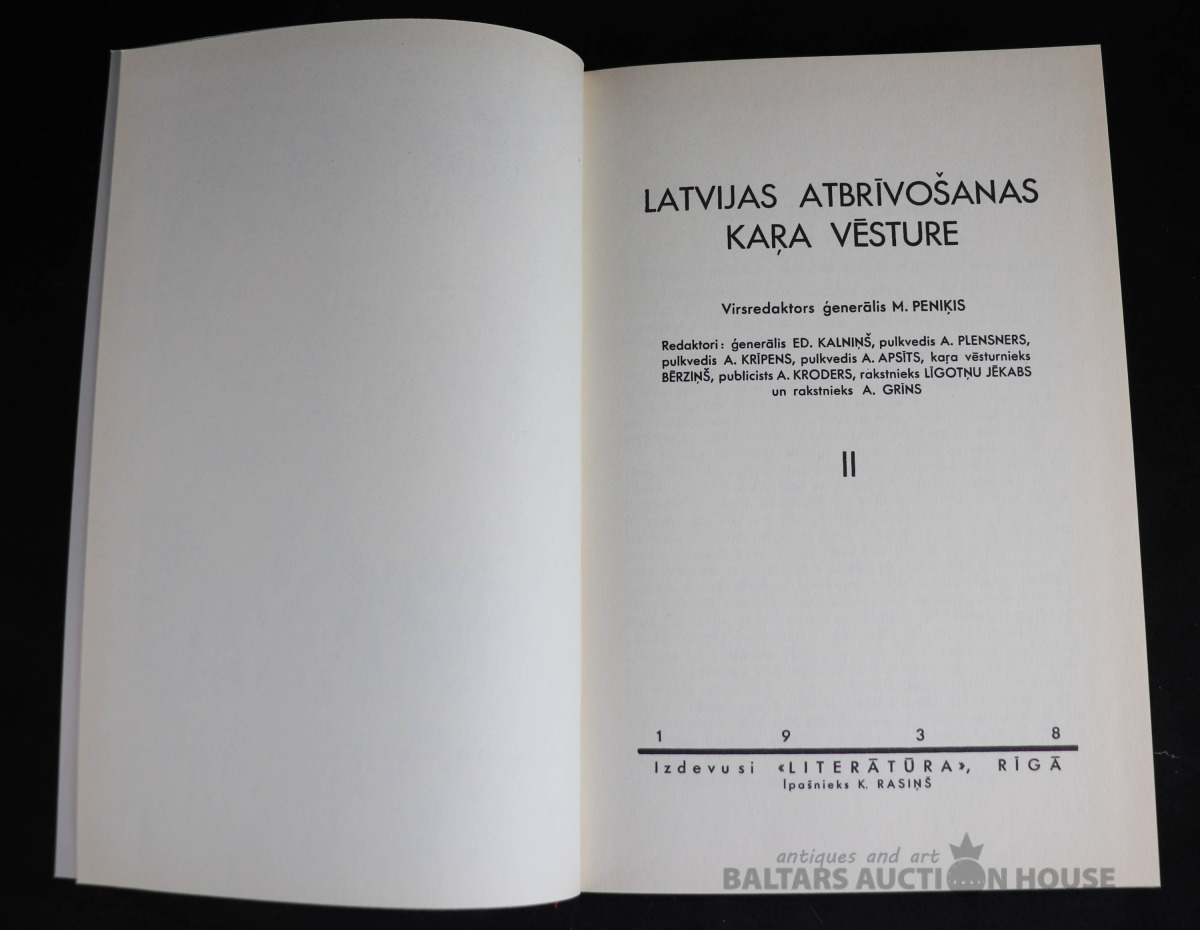 LATVIJAS ATBRĪVOŠANAS
KAŖA VĒSTURE
Virsredaktors ģenerālis M. PENIĶIS
Redaktori: ģenerālis ED. KALNIŅŠ, pulkvedis A. PLENSNERS,
pulkvedis A. KRĪPENS, pulkvedis A. APSĪTS, kaŗa vēsturnieks
BĒRZIŅŠ, publicists A. KRODERS, rakstnieks LĪGOTŅU JĒKABS
un rakstnieks A. GRĪNS
II
1 9 3 8
Izdevusi «LITERĀTŪRA», RĪGĀ
Īpašnieks K. RASIŅŠ
antiques and art
BALTARS AUCTION HOUSE